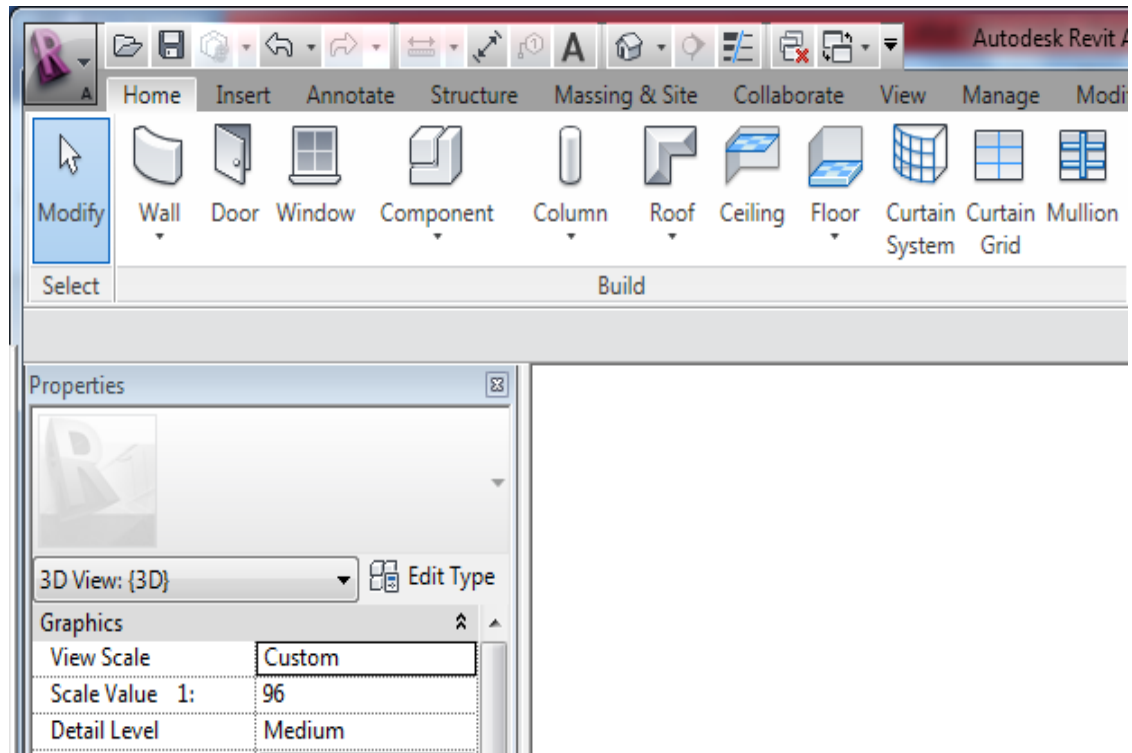 Autodesk Revit A
A
Home Insert Annotate Structure Massing & Site Collaborate View Manage Modi
Modify Wall Door Window Component Column Roof Ceiling Floor Curtain System Curtain Grid Mullion
Select Build
Properties
3D View: {3D} Edit Type
Graphics
View Scale Custom
Scale Value 1: 96
Detail Level Medium